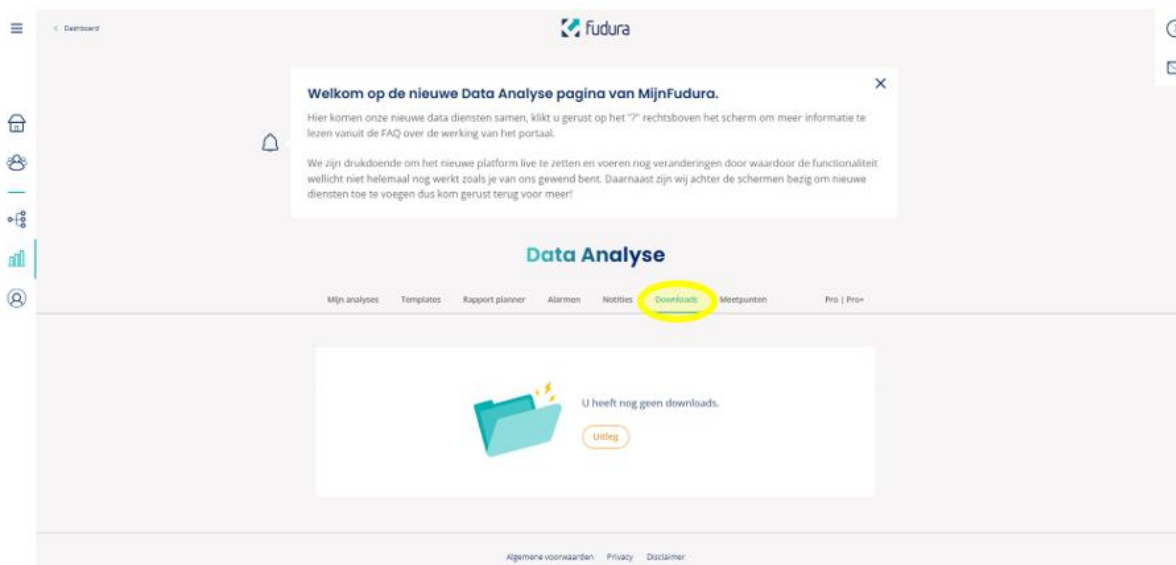 Dashboard
fudura
Welkom op de nieuwe Data Analyse pagina van MijnFudura.
Hier komen onze nieuwe data diensten samen, klikt u gerust op het "?" rechtsboven het scherm om meer informatie te
lezen vanuit de FAQ over de werking van het portaal.
We zijn drukdoende om het nieuwe platform live te zetten en voeren nog veranderingen door waardoor de functionaliteit
wellicht niet helemaal nog werkt zoals je van ons gewend bent. Daarnaast zijn wij achter de schermen bezig om nieuwe
diensten toe te voegen dus kom gerust terug voor meer!
Data Analyse
Mijn analyses Templates Rapport planner Alarmen Notities Downloads Meetpunten Pro | Pro+
U heeft nog geen downloads.
Uitleg
Algemene voorwaarden Privacy Disclaimer